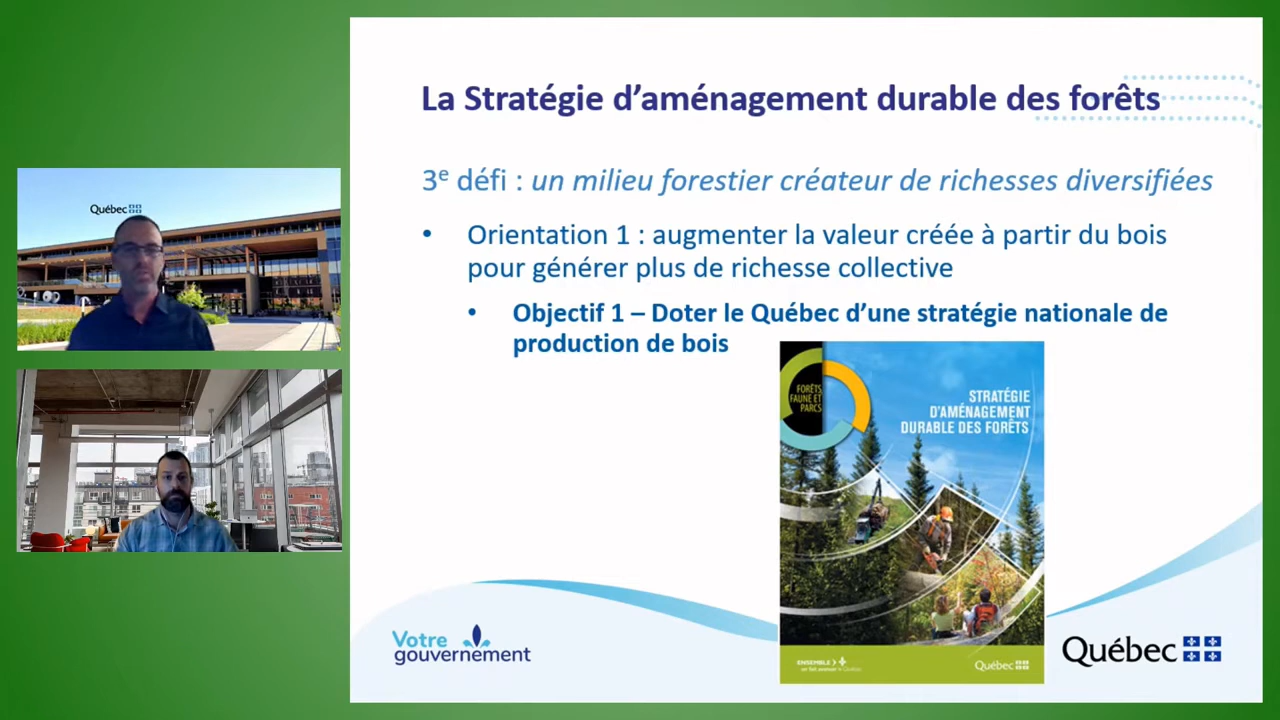 La Stratégie d'aménagement durable des forêts
3e défi : un milieu forestier créateur de richesses diversifiées
• Orientation 1 : augmenter la valeur créée à partir du bois
pour générer plus de richesse collective
• Objectif 1 – Doter le Québec d'une stratégie nationale de
production de bois
Québec
FORÊTS
FAUNE ET
PARCS
STRATÉGIE
D'AMÉNAGEMENT
DURABLE DES FORÊTS
ENSEMBLE
Québec
Votre
gouvernement
Québec